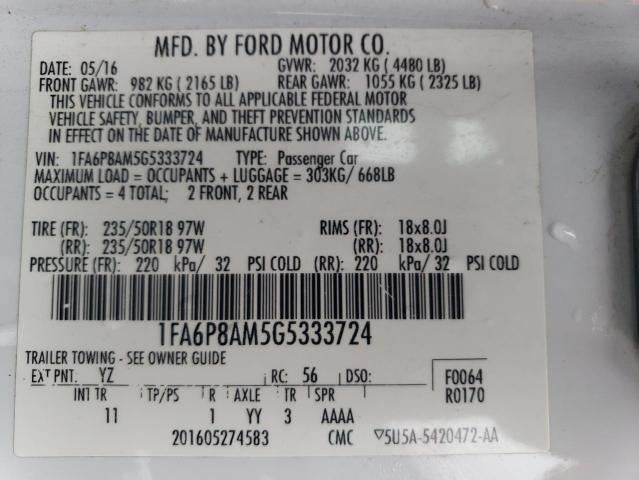 MFD. BY FORD MOTOR CO.
DATE: 05/16 GVWR: 2032 KG ( 4480 LB)
FRONT GAWR: 982 KG ( 2165 LB) REAR GAWR: 1055 KG ( 2325 LB)
THIS VEHICLE CONFORMS TO ALL APPLICABLE FEDERAL MOTOR
VEHICLE SAFETY, BUMPER, AND THEFT PREVENTION STANDARDS
IN EFFECT ON THE DATE OF MANUFACTURE SHOWN ABOVE.
VIN: 1FA6P8AM5G5333724 TYPE: Passenger Car
MAXIMUM LOAD = OCCUPANTS + LUGGAGE = 303KG/ 668LB
OCCUPANTS = 4 TOTAL; 2 FRONT, 2 REAR
TIRE (FR): 235/50R18 97W RIMS (FR): 18x8.0J
(RR): 235/50R18 97W (RR): 18x8.0J
PRESSURE (FR): 220 kPa/ 32 PSI COLD (RR): 220 kPa/ 32 PSI COLD
1FA6P8AM5G5333724
TRAILER TOWING - SEE OWNER GUIDE
EXT PNT: YZ RC: 56 DSO: F0064
INT TR TP/PS R AXLE TR SPR R0170
11 1 YY 3 AAAA
201605274583 CMC ▽5U5A-5420472-AA